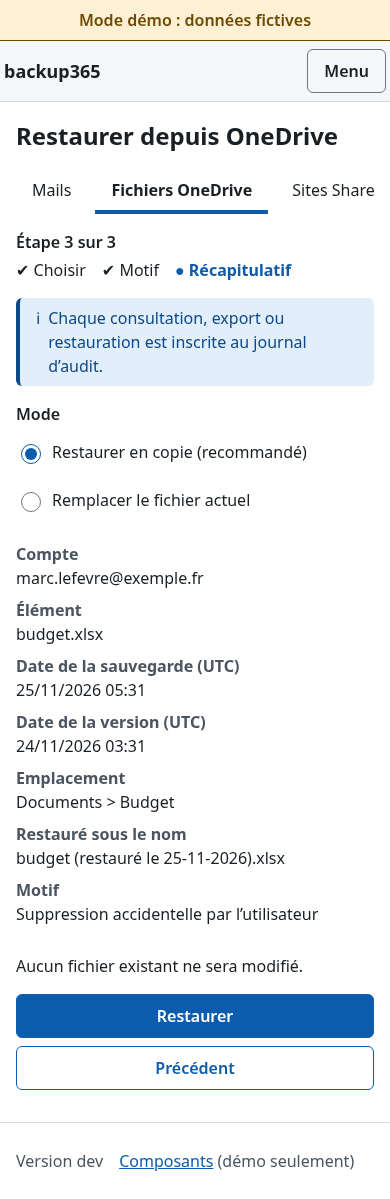 Mode démo : données fictives
backup365
Menu
Restaurer depuis OneDrive
Mails
Fichiers OneDrive
Sites Share
Étape 3 sur 3
✔ Choisir ✔ Motif ● Récapitulatif
i Chaque consultation, export ou
restauration est inscrite au journal
d’audit.
Mode
Restaurer en copie (recommandé)
Remplacer le fichier actuel
Compte
marc.lefevre@exemple.fr
Élément
budget.xlsx
Date de la sauvegarde (UTC)
25/11/2026 05:31
Date de la version (UTC)
24/11/2026 03:31
Emplacement
Documents > Budget
Restauré sous le nom
budget (restauré le 25-11-2026).xlsx
Motif
Suppression accidentelle par l’utilisateur
Aucun fichier existant ne sera modifié.
Restaurer
Précédent
Version dev Composants (démo seulement)